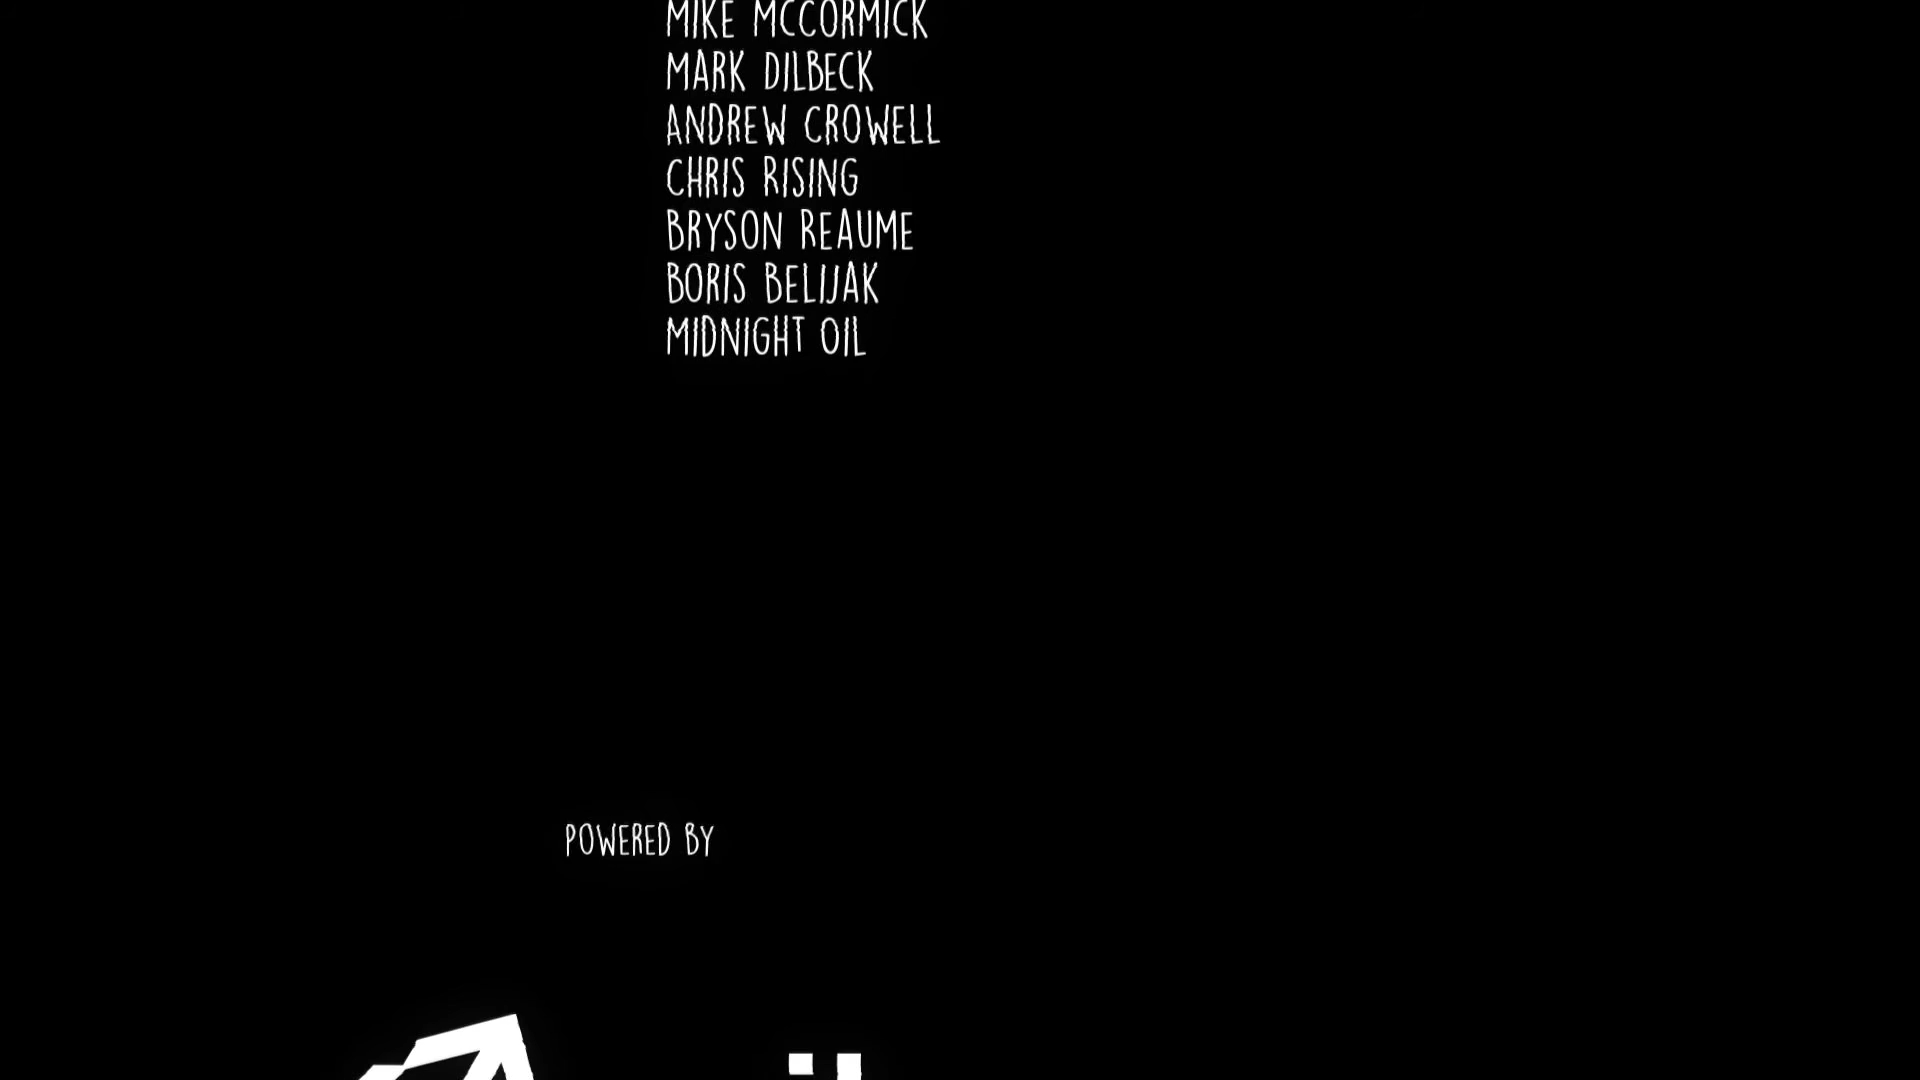 MIKE MCCORMICK
MARK DILBECK
ANDREW CROWELL
CHRIS RISING
BRYSON REAUME
BORIS BELIJAK
MIDNIGHT OIL
POWERED BY